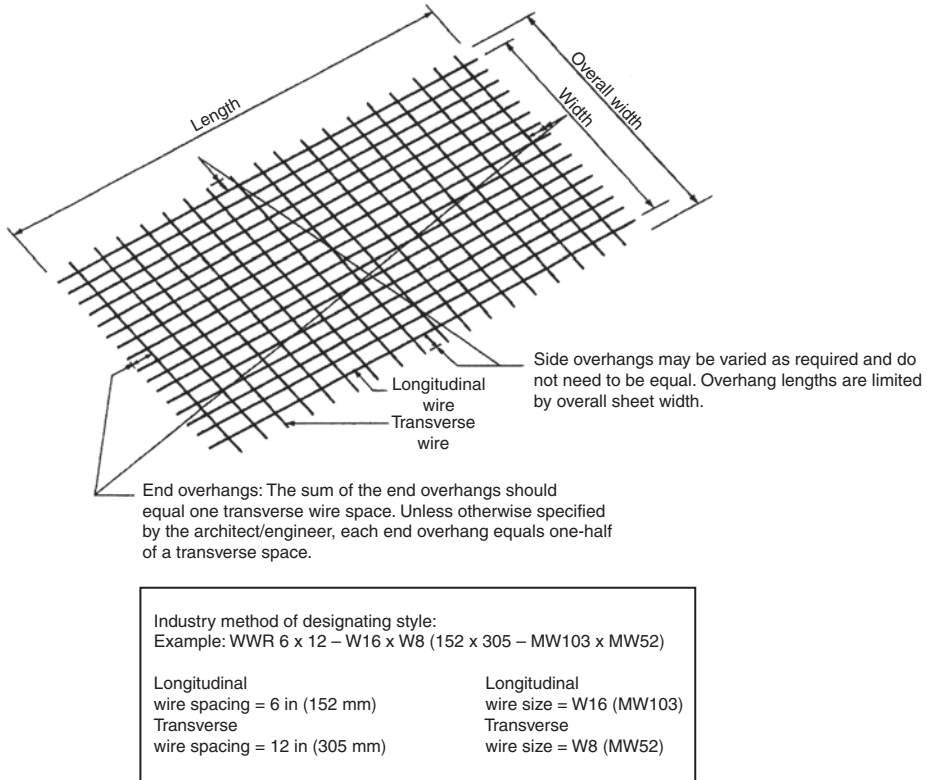 Length
Overall width
Width
Side overhangs may be varied as required and do
not need to be equal. Overhang lengths are limited
by overall sheet width.
Longitudinal
wire
Transverse
wire
End overhangs: The sum of the end overhangs should
equal one transverse wire space. Unless otherwise specified
by the architect/engineer, each end overhang equals one-half
of a transverse space.
Industry method of designating style:
Example: WWR 6 x 12 – W16 x W8 (152 x 305 – MW103 x MW52)
Longitudinal
wire spacing = 6 in (152 mm)
Transverse
wire spacing = 12 in (305 mm)
Longitudinal
wire size = W16 (MW103)
Transverse
wire size = W8 (MW52)